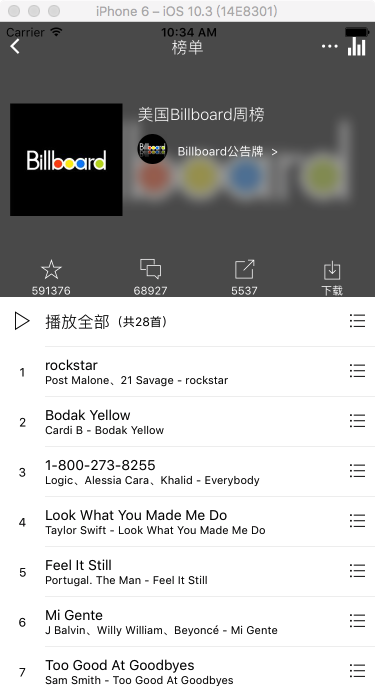 iPhone 6 – iOS 10.3 (14E8301)
Carrier 10:34 AM
榜单
美国Billboard周榜
Billboard
Billboard公告牌 >
591376 68927 5537 下载
播放全部 (共28首)
1 rockstar
Post Malone、21 Savage - rockstar
2 Bodak Yellow
Cardi B - Bodak Yellow
3 1-800-273-8255
Logic、Alessia Cara、Khalid - Everybody
4 Look What You Made Me Do
Taylor Swift - Look What You Made Me Do
5 Feel It Still
Portugal. The Man - Feel It Still
6 Mi Gente
J Balvin、Willy William、Beyoncé - Mi Gente
7 Too Good At Goodbyes
Sam Smith - Too Good At Goodbyes